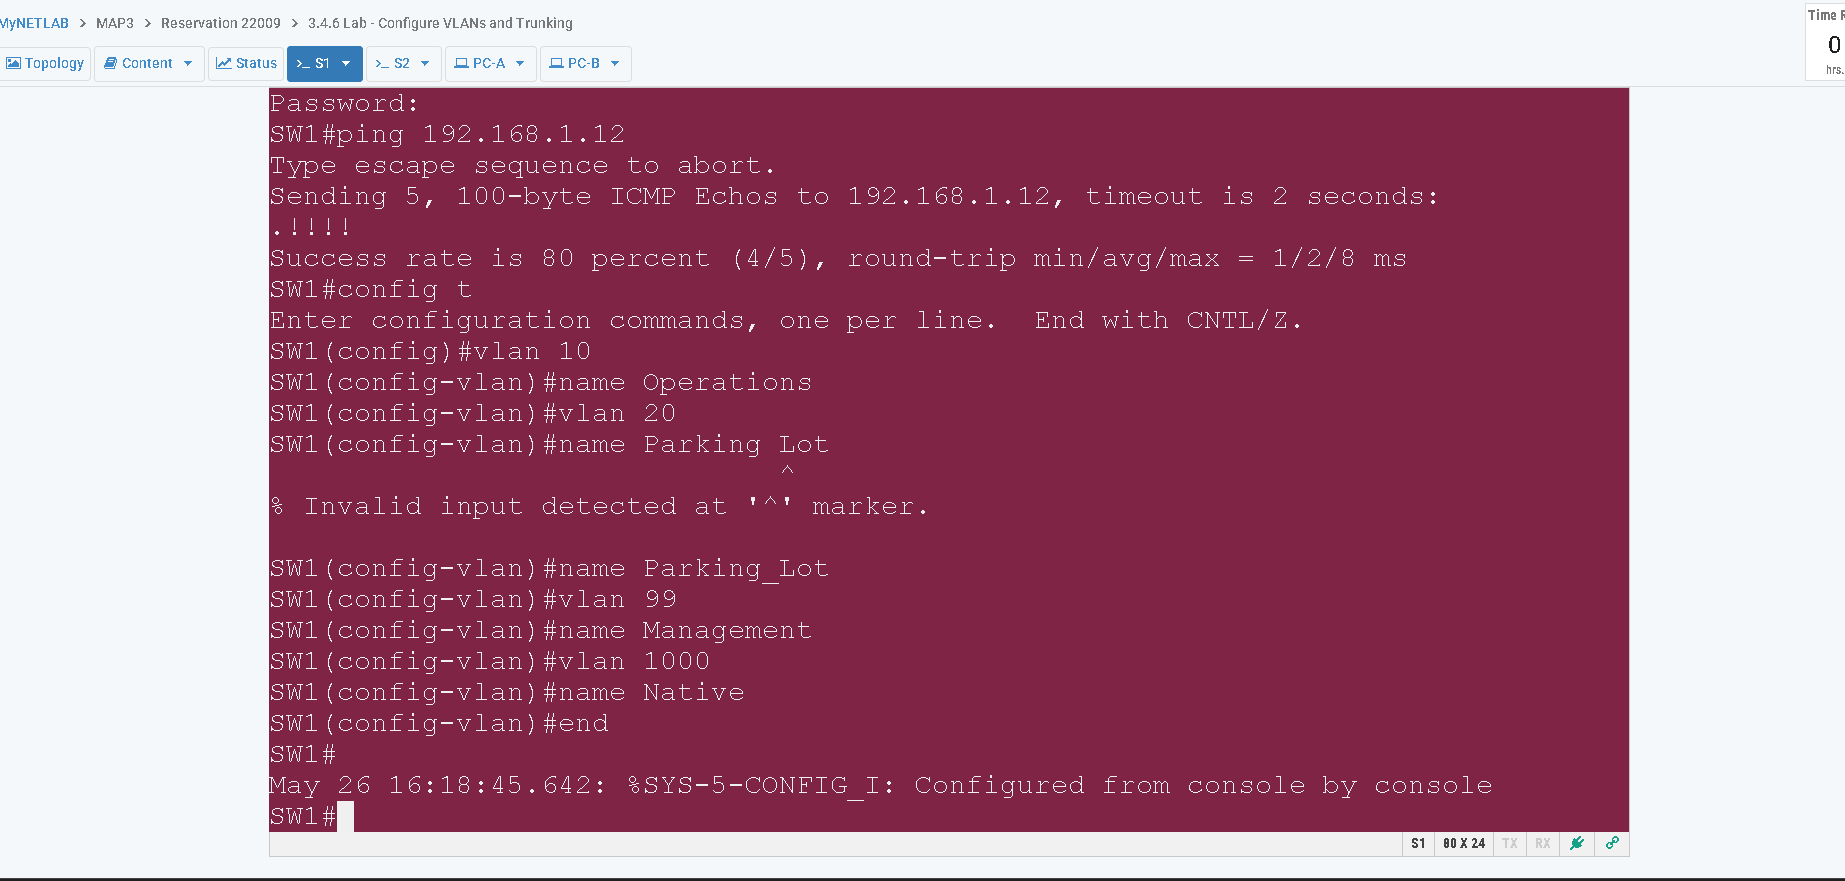 MyNETLAB > MAP3 > Reservation 22009 > 3.4.6 Lab - Configure VLANs and Trunking
Time
0
hrs.
Topology Content Status >_ S1 >_ S2 PC-A PC-B
Password:
SW1#ping 192.168.1.12
Type escape sequence to abort.
Sending 5, 100-byte ICMP Echos to 192.168.1.12, timeout is 2 seconds:
.!!!!
Success rate is 80 percent (4/5), round-trip min/avg/max = 1/2/8 ms
SW1#config t
Enter configuration commands, one per line.  End with CNTL/Z.
SW1(config)#vlan 10
SW1(config-vlan)#name Operations
SW1(config-vlan)#vlan 20
SW1(config-vlan)#name Parking Lot
^
% Invalid input detected at '^' marker.
SW1(config-vlan)#name Parking_Lot
SW1(config-vlan)#vlan 99
SW1(config-vlan)#name Management
SW1(config-vlan)#vlan 1000
SW1(config-vlan)#name Native
SW1(config-vlan)#end
SW1#
May 26 16:18:45.642: %SYS-5-CONFIG_I: Configured from console by console
SW1#
S1 80 X 24 TX RX